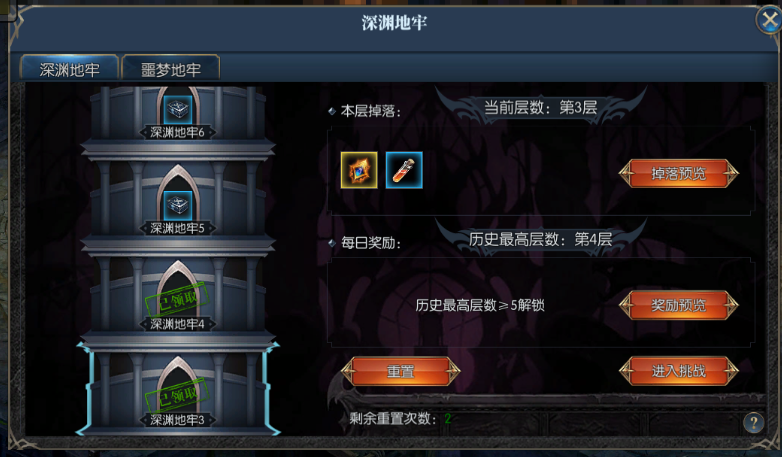 深渊地牢
深渊地牢
噩梦地牢
深渊地牢6
深渊地牢5
已领取
深渊地牢4
已领取
深渊地牢3
本层掉落：
当前层数：第3层
掉落预览
每日奖励：
历史最高层数：第4层
历史最高层数≥5解锁
奖励预览
重置
进入挑战
剩余重置次数：2
?